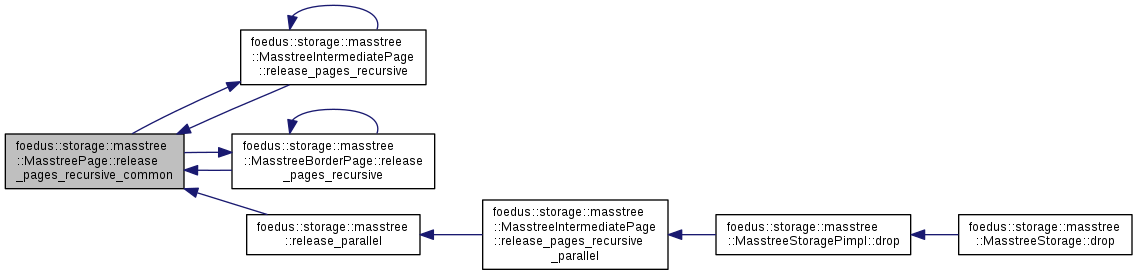 foedus::storage::masstree
::MasstreeIntermediatePage
::release_pages_recursive
foedus::storage::masstree
::MasstreePage::release
_pages_recursive_common
foedus::storage::masstree
::MasstreeBorderPage::release
_pages_recursive
foedus::storage::masstree
::release_parallel
foedus::storage::masstree
::MasstreeIntermediatePage
::release_pages_recursive
_parallel
foedus::storage::masstree
::MasstreeStoragePimpl::drop
foedus::storage::masstree
::MasstreeStorage::drop